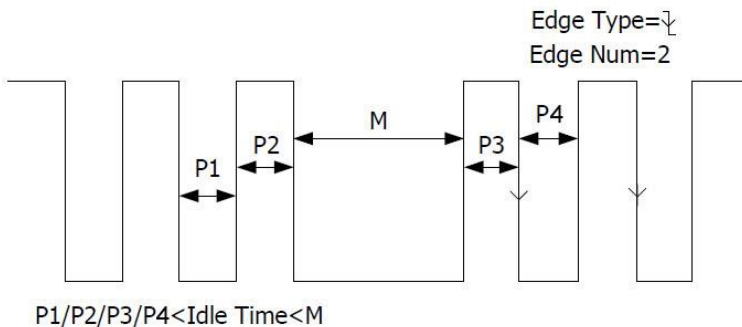 Edge Type=
Edge Num=2
P4
M
P2
P3
P1
P1/P2/P3/P4<Idle Time<M